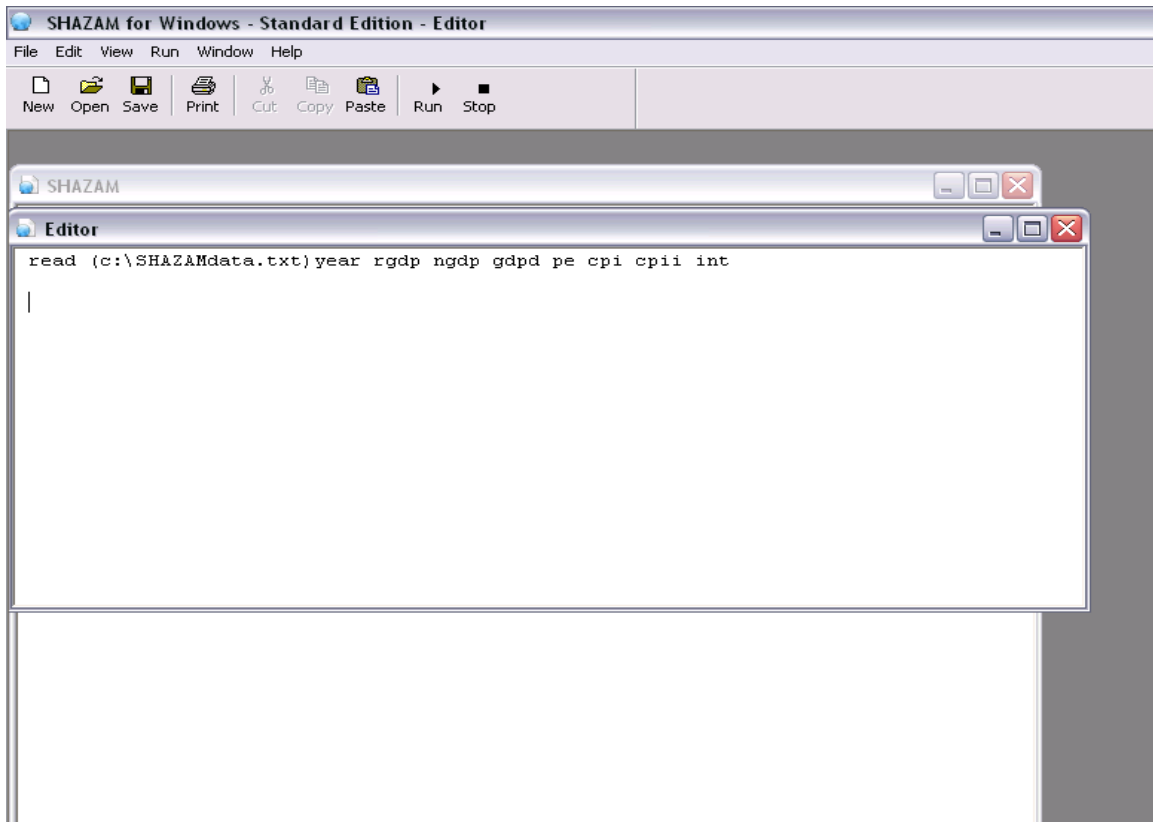 SHAZAM for Windows - Standard Edition - Editor
File Edit View Run Window Help
New Open Save Print Cut Copy Paste Run Stop
SHAZAM
Editor
read (c:\SHAZAMdata.txt)year rgdp ngdp gdpd pe cpi cpii int